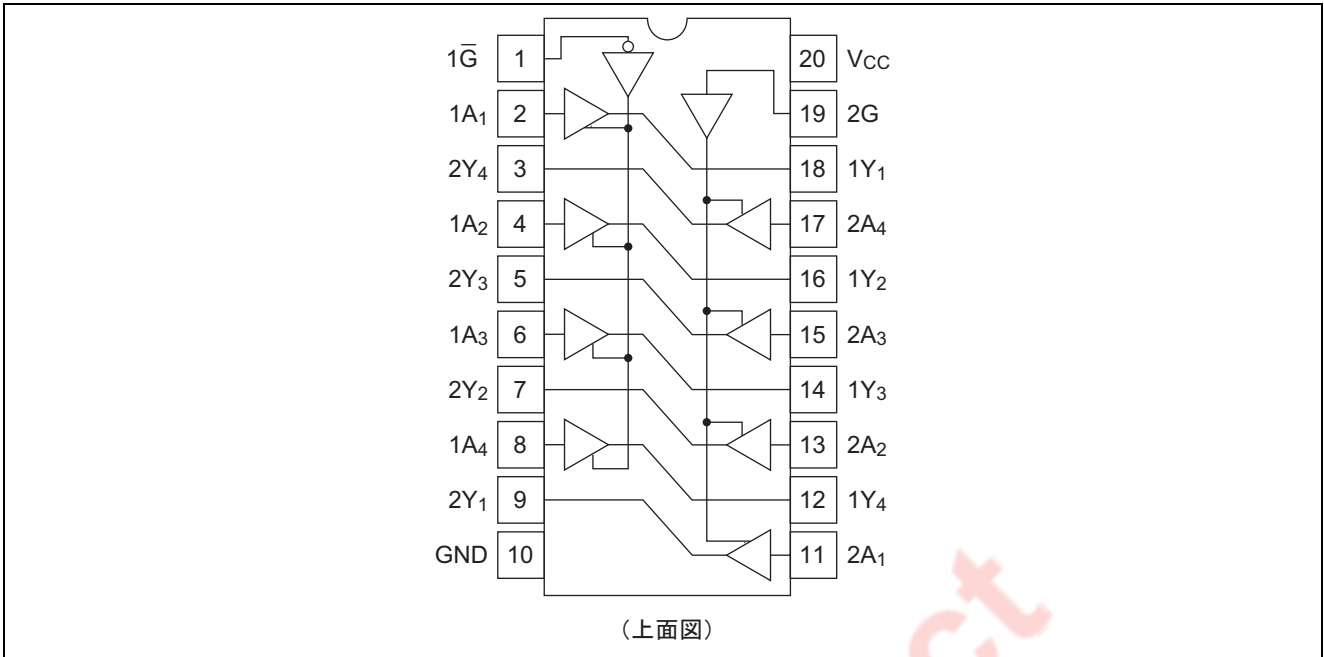 1G̅ 1 20 VCC
1A1 2 19 2G
2Y4 3 18 1Y1
1A2 4 17 2A4
2Y3 5 16 1Y2
1A3 6 15 2A3
2Y2 7 14 1Y3
1A4 8 13 2A2
2Y1 9 12 1Y4
GND 10 11 2A1
(上面図)
ct